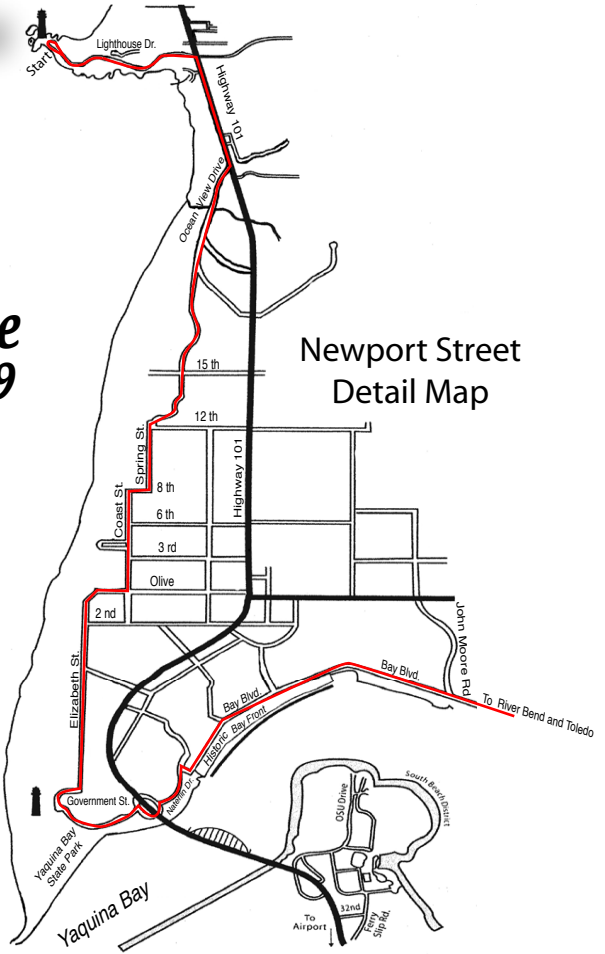 Lighthouse Dr.
Start
Highway 101
Ocean View Drive
e
9
Newport Street
Detail Map
15 th
12 th
Spring St.
Highway 101
8 th
Coast St.
6 th
3 rd
Olive
2 nd
John Moore Rd.
Elizabeth St.
Bay Blvd.
To River Bend and Toledo
Bay Blvd.
Historic Bay Front
Naterlin Dr.
Government St.
Yaquina Bay
State Park
Yaquina Bay
OSU Drive
South Beach District
32nd
To
Airport
Ferry
Slip Rd.